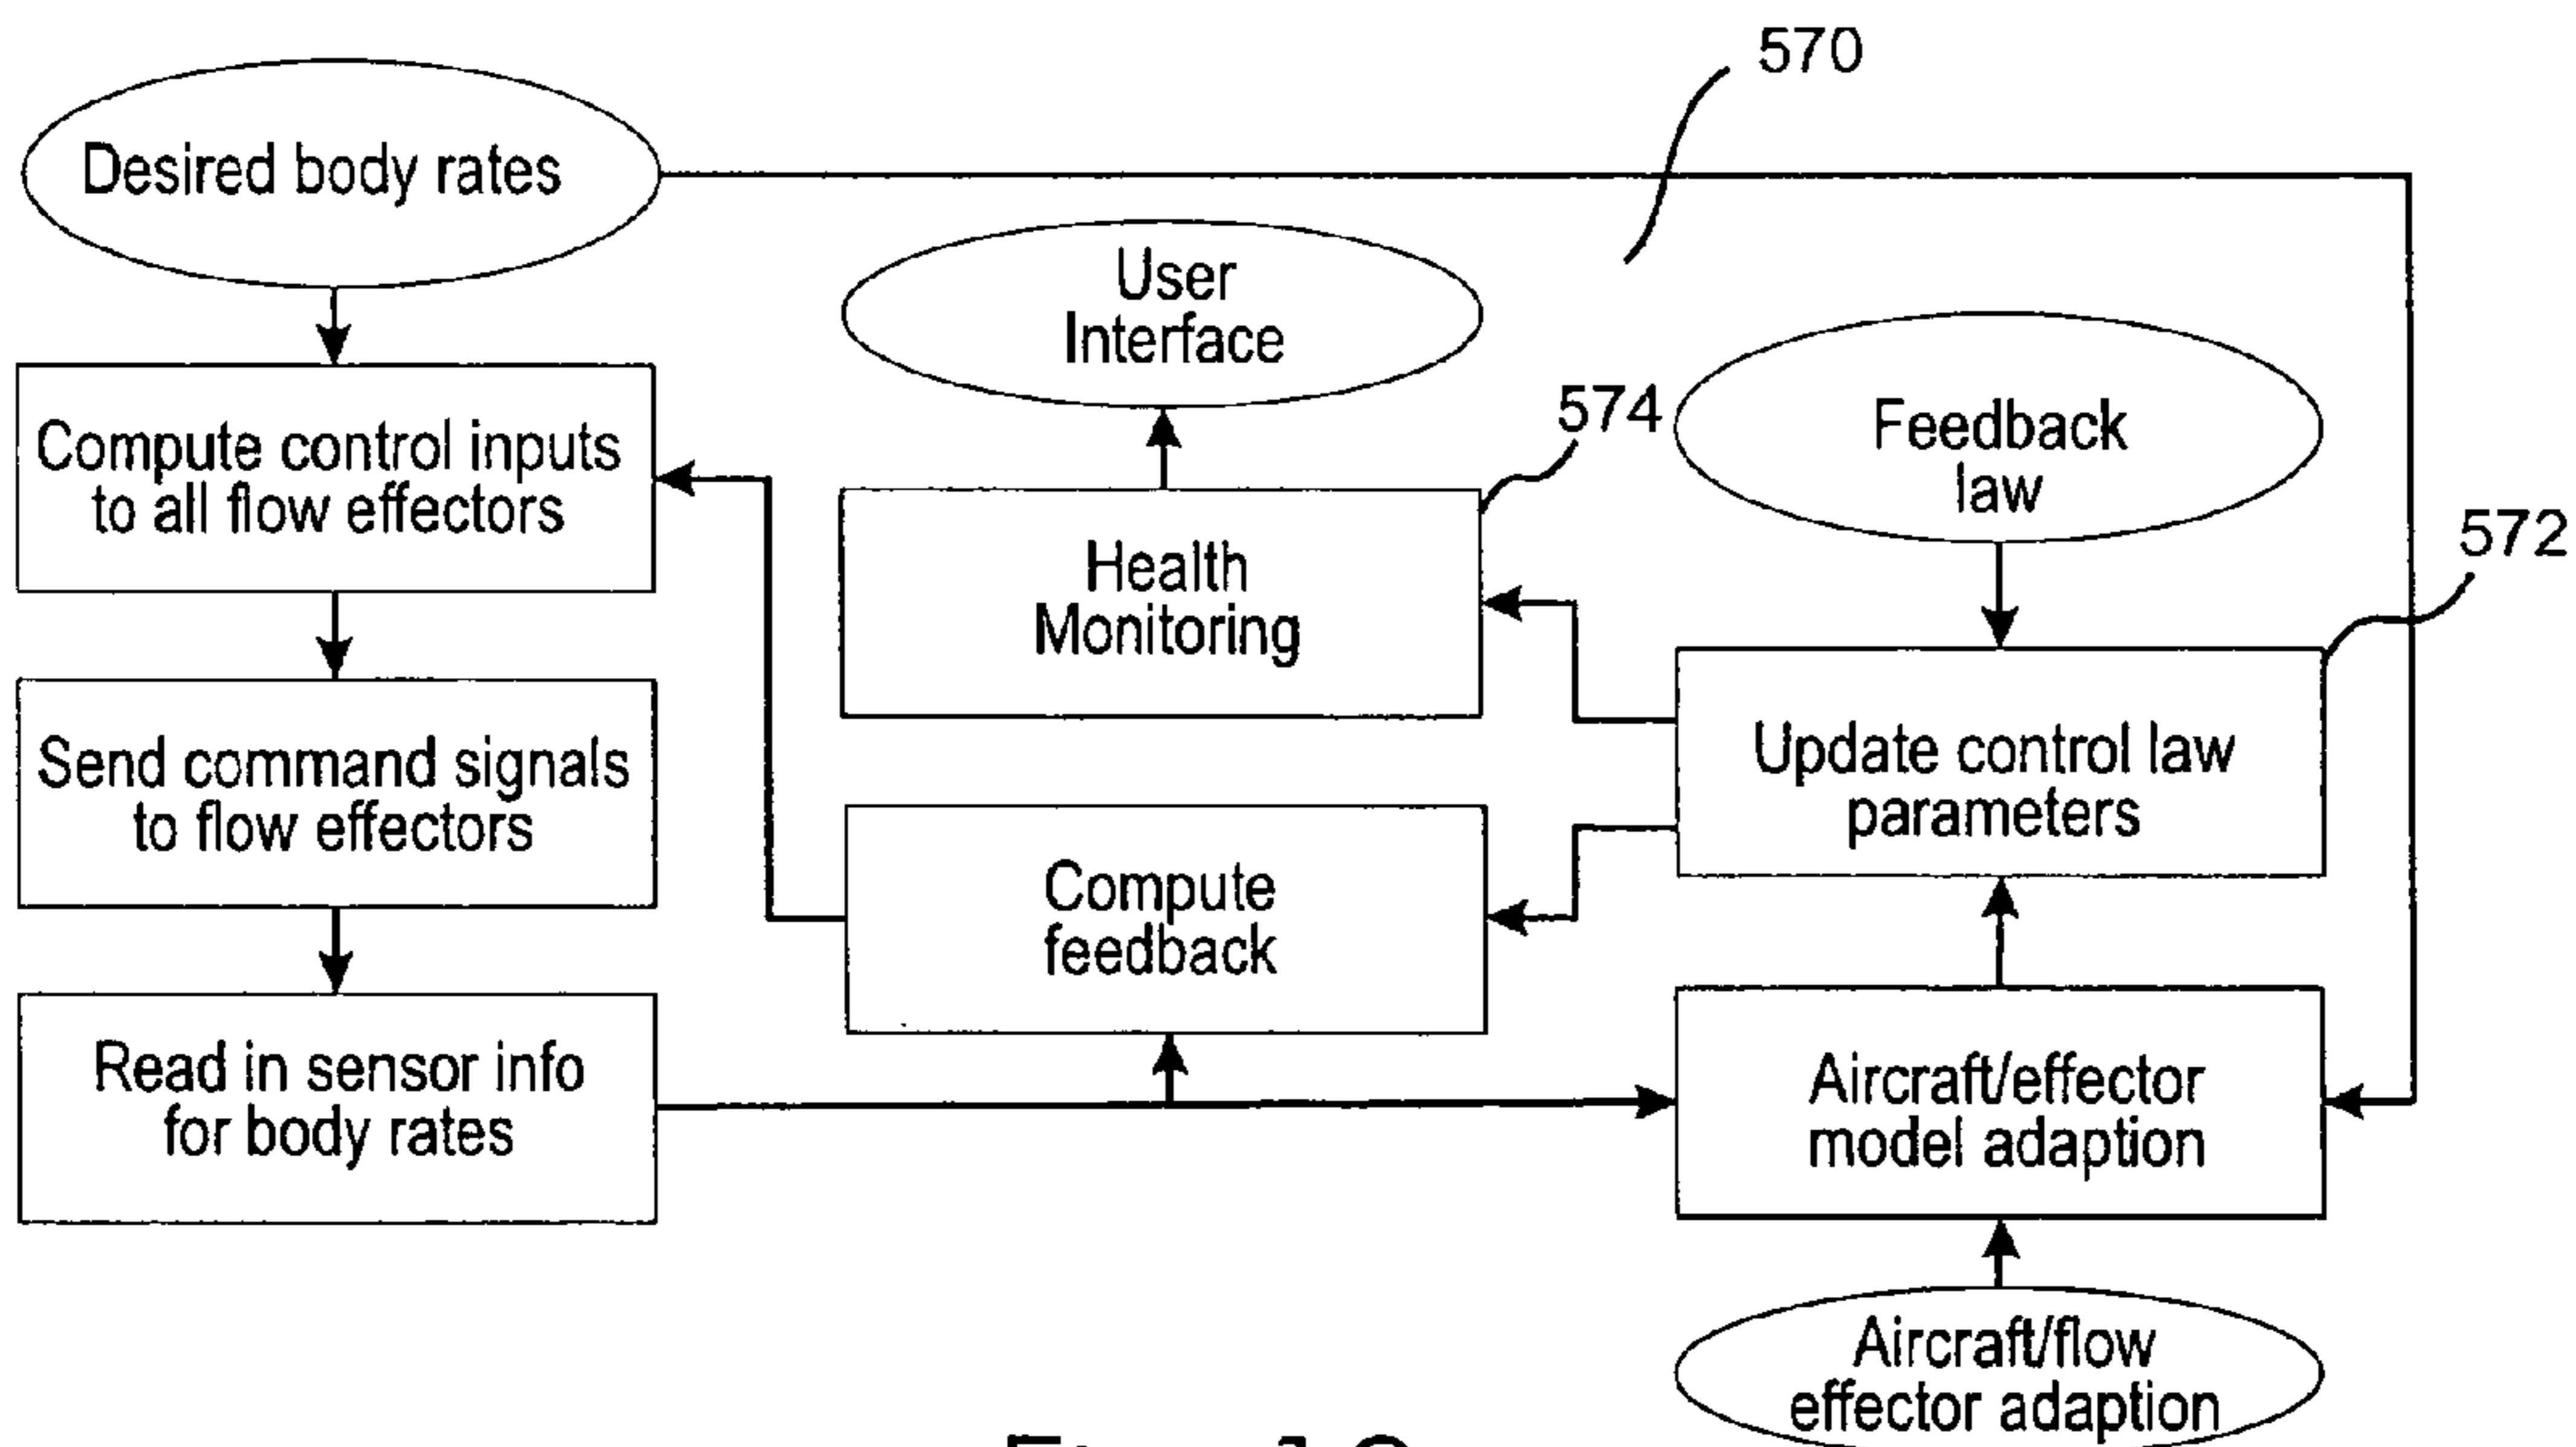 570
Desired body rates
User
Interface
Feedback
law
574
572
Compute control inputs
to all flow effectors
Health
Monitoring
Send command signals
to flow effectors
Update control law
parameters
Compute
feedback
Read in sensor info
for body rates
Aircraft/effector
model adaption
Aircraft/flow
effector adaption